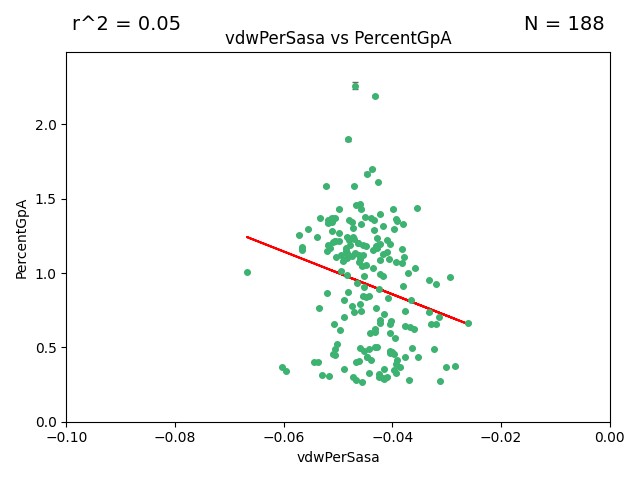 r^2 = 0.05
N = 188
vdwPerSasa vs PercentGpA
PercentGpA
2.0
1.5
1.0
0.5
0.0
−0.10
−0.08
−0.06
−0.04
−0.02
0.00
vdwPerSasa